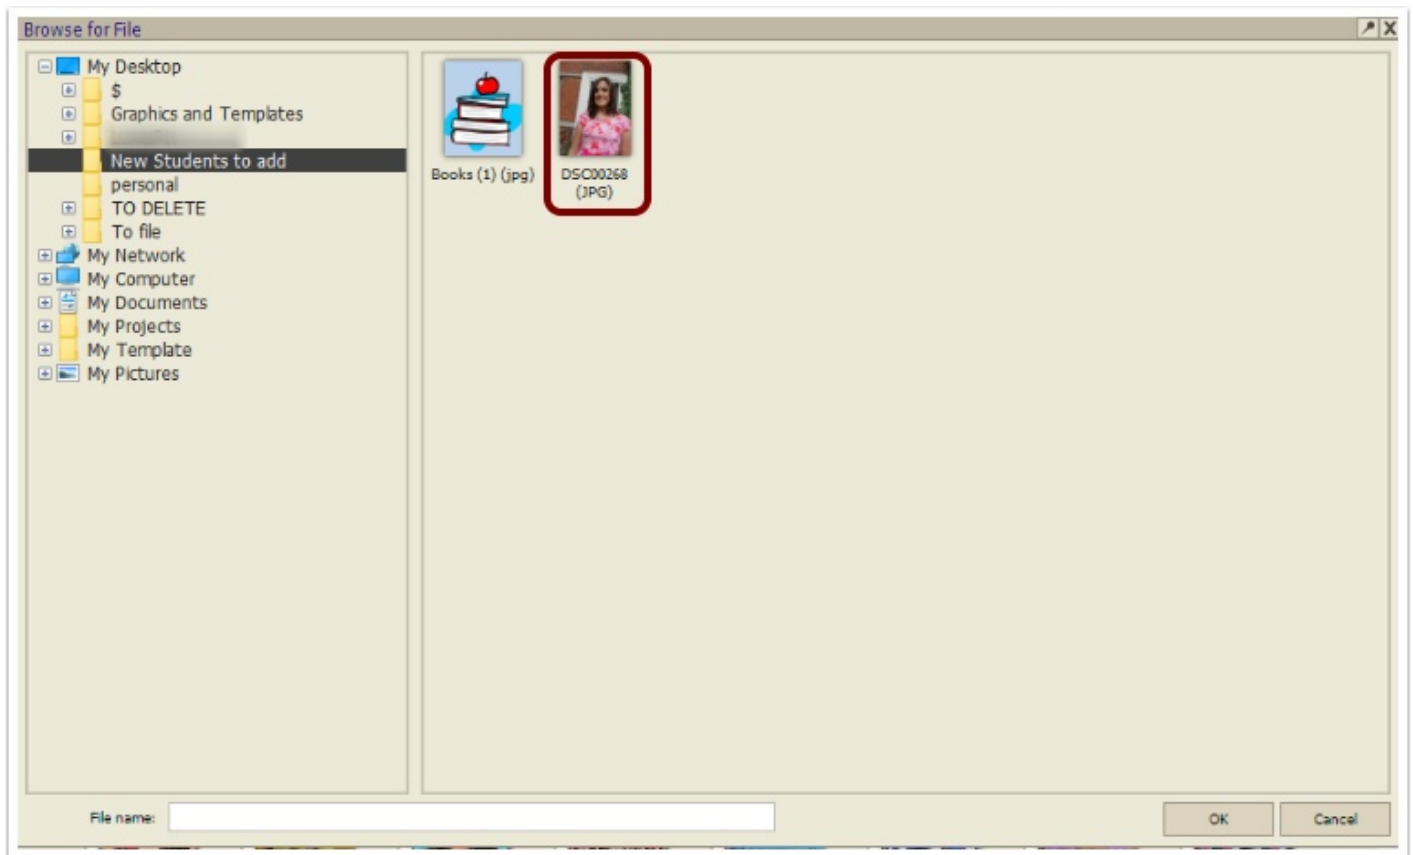 Browse for File
My Desktop
$
Graphics and Templates
New Students to add
personal
TO DELETE
To file
My Network
My Computer
My Documents
My Projects
My Template
My Pictures
Books (1) (jpg)
DSC00268
(JPG)
File name:
OK
Cancel